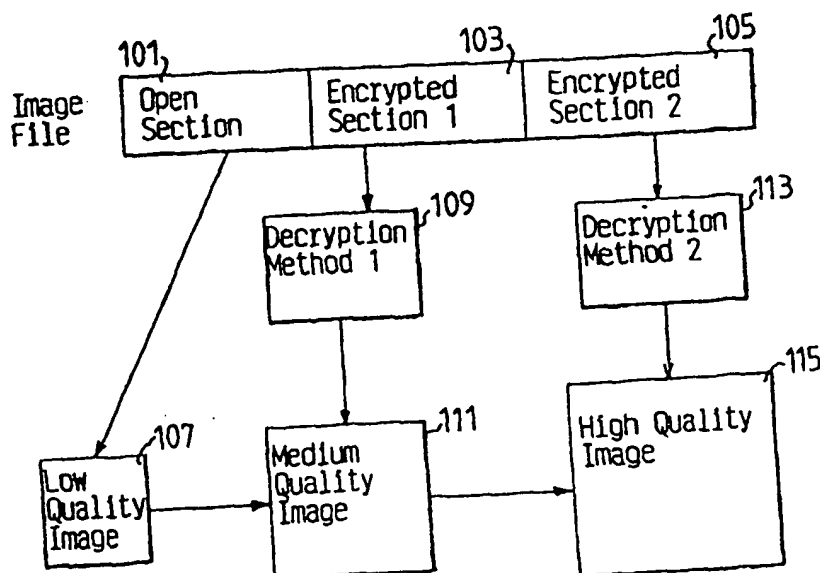 101
103
105
Image
File
Open
Section
Encrypted
Section 1
Encrypted
Section 2
109
113
Decryption
Method 1
Decryption
Method 2
107
111
115
Low
Quality
Image
Medium
Quality
Image
High Quality
Image